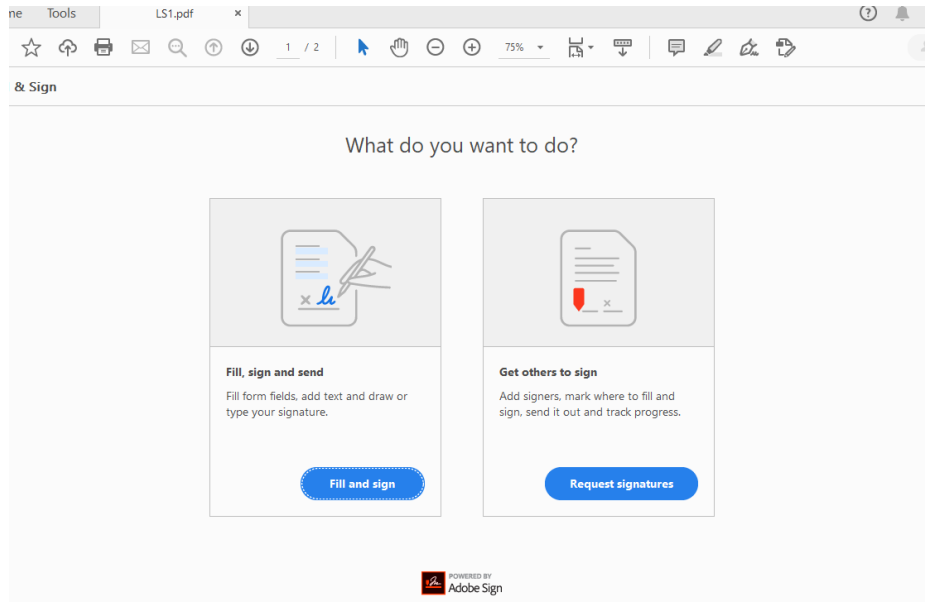 me Tools LS1.pdf ×
1 / 2 75%
& Sign
What do you want to do?
Fill, sign and send
Fill form fields, add text and draw or
type your signature.
Fill and sign
Get others to sign
Add signers, mark where to fill and
sign, send it out and track progress.
Request signatures
POWERED BY
Adobe Sign